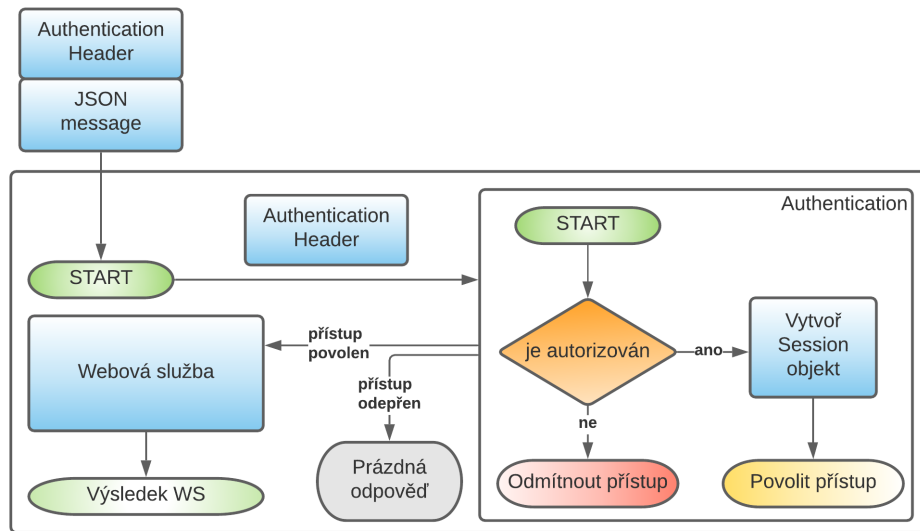 Authentication
Header
JSON
message
Authentication
Header
START
Authentication
START
je autorizován
ano
Vytvoř
Session
objekt
ne
Odmítnout přístup
Povolit přístup
přístup
povolen
Webová služba
přístup
odepřen
Prázdná
odpověď
Výsledek WS